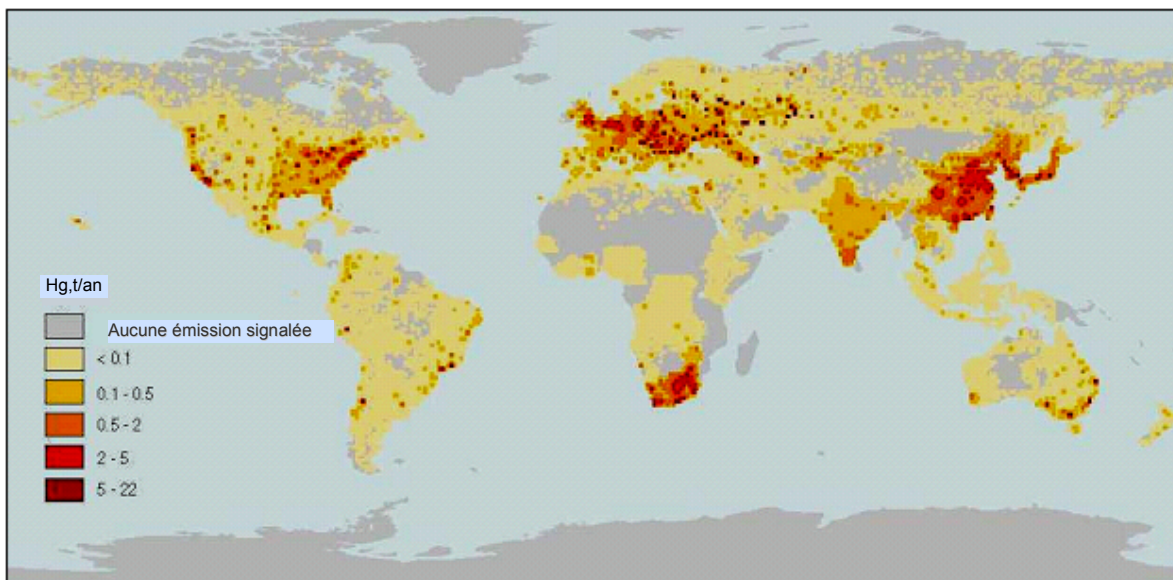 Hg,t/an
Aucune émission signalée
< 0.1
0.1 - 0.5
0.5 - 2
2 - 5
5 - 22